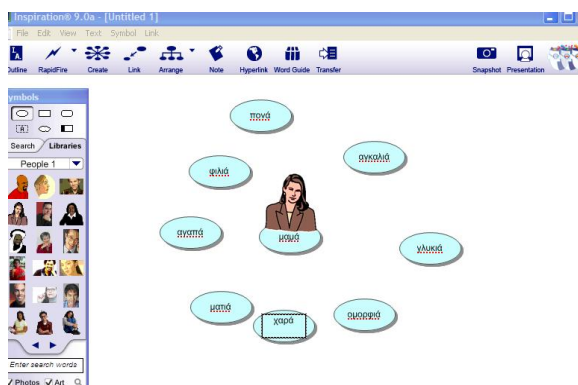 Inspiration® 9.0a - [Untitled 1]
File Edit View Text Symbol Link
Outline RapidFire Create Link Arrange Note Hyperlink Word Guide Transfer Snapshot Presentation
ymbols
Search Libraries
People 1
Enter search words
Photos Art
πονά
αγκαλιά
φιλιά
μαμά
αγαπά
γλυκιά
ματιά
χαρά
ομορφιά